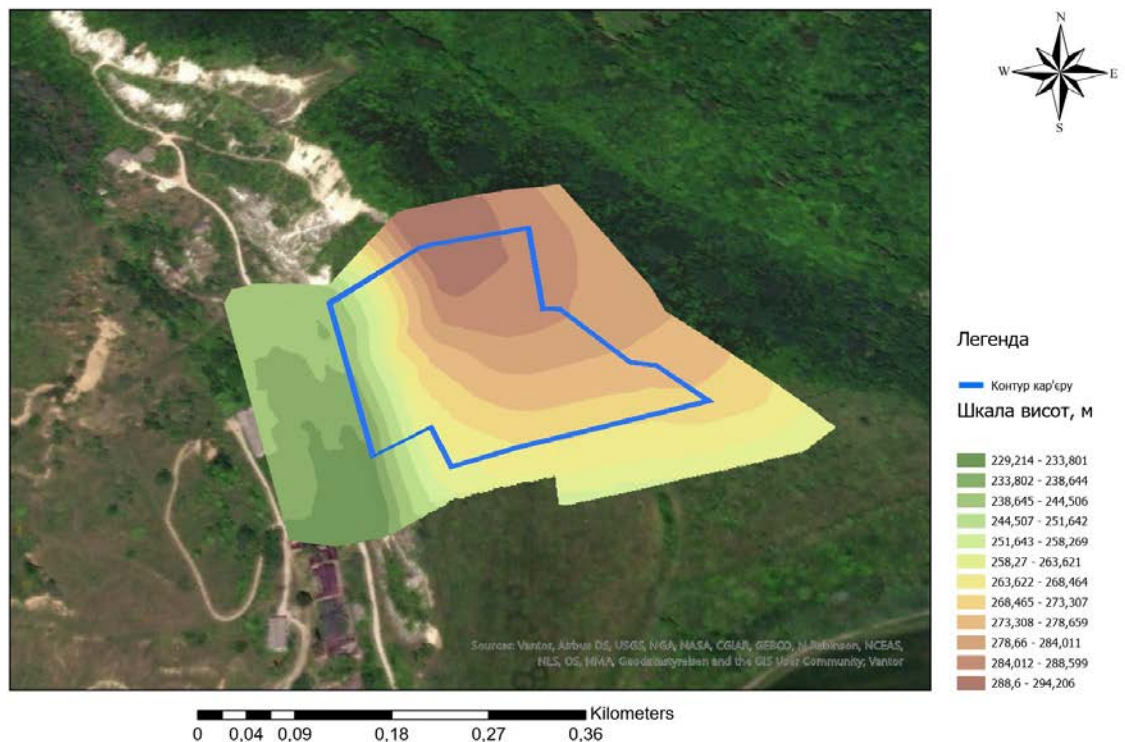 N
W
E
S
Легенда
Контур кар'єру
Шкала висот, м
229,214 - 233,801
233,802 - 238,644
238,645 - 244,506
244,507 - 251,642
251,643 - 258,269
258,27 - 263,621
263,622 - 268,464
268,465 - 273,307
273,308 - 278,659
278,66 - 284,011
284,012 - 288,599
288,6 - 294,206
Sources: Vantor, Airbus DS, USGS, NGA, NASA, CGIAR, GEBCO, N Robinson, NCEAS,
NLS, OS, NMA, Geodatastyrelsen and the GIS User Community; Vantor
Kilometers
0 0,04 0,09 0,18 0,27 0,36